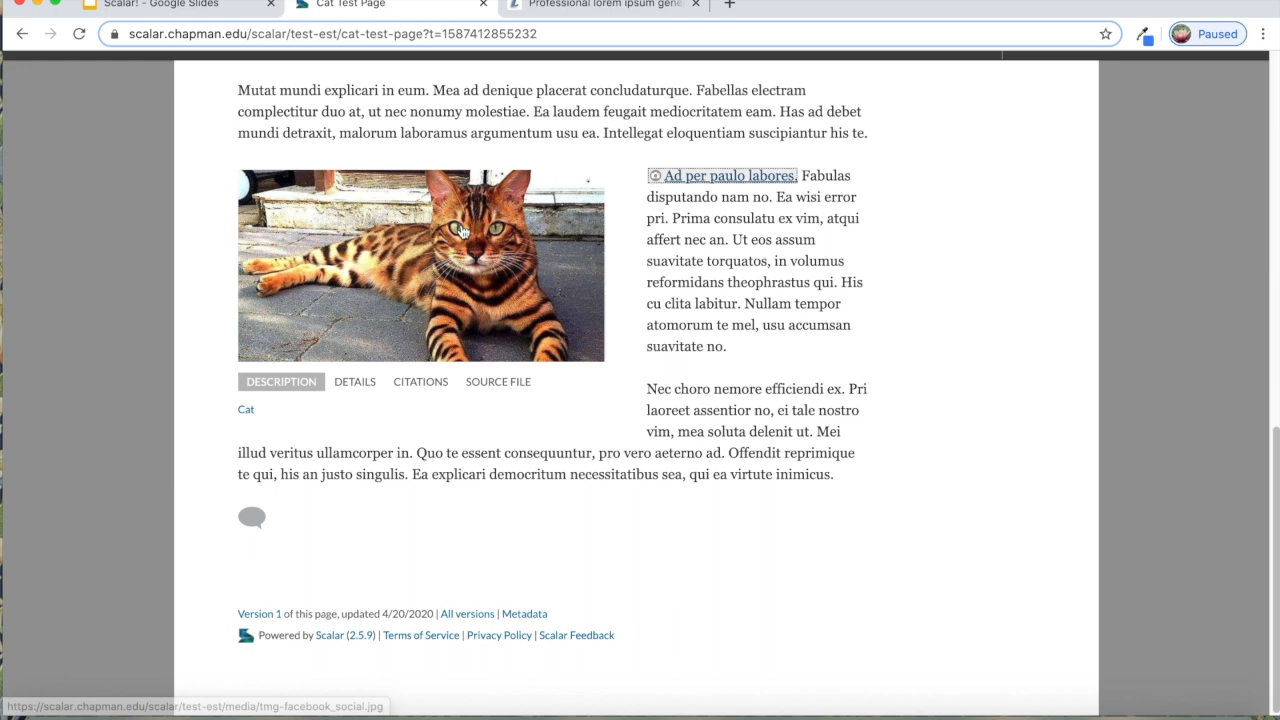 Scalar! - Google Slides
Cat Test Page
Professional lorem ipsum gene
scalar.chapman.edu/scalar/test-est/cat-test-page?t=1587412855232
Paused
Mutat mundi explicari in eum. Mea ad denique placerat concludaturque. Fabellas electram
complectitur duo at, ut nec nonumy molestiae. Ea laudem feugait mediocritatem eam. Has ad debet
mundi detraxit, malorum laboramus argumentum usu ea. Intellegat eloquentiam suscipiantur his te.
Ad per paulo labores. Fabulas
disputando nam no. Ea wisi error
pri. Prima consulatu ex vim, atqui
affert nec an. Ut eos assum
suavitate torquatos, in volumus
reformidans theophrastus qui. His
cu clita labitur. Nullam tempor
atomorum te mel, usu accumsan
suavitate no.
DESCRIPTION DETAILS CITATIONS SOURCE FILE
Cat
Nec choro nemore efficiendi ex. Pri
laoreet assentior no, ei tale nostro
vim, mea soluta delenit ut. Mei
illud veritus ullamcorper in. Quo te essent consequuntur, pro vero aeterno ad. Offendit reprimique
te qui, his an justo singulis. Ea explicari democritum necessitatibus sea, qui ea virtute inimicus.
Version 1 of this page, updated 4/20/2020 | All versions | Metadata
Powered by Scalar (2.5.9) | Terms of Service | Privacy Policy | Scalar Feedback
https://scalar.chapman.edu/scalar/test-est/media/tmg-facebook_social.jpg